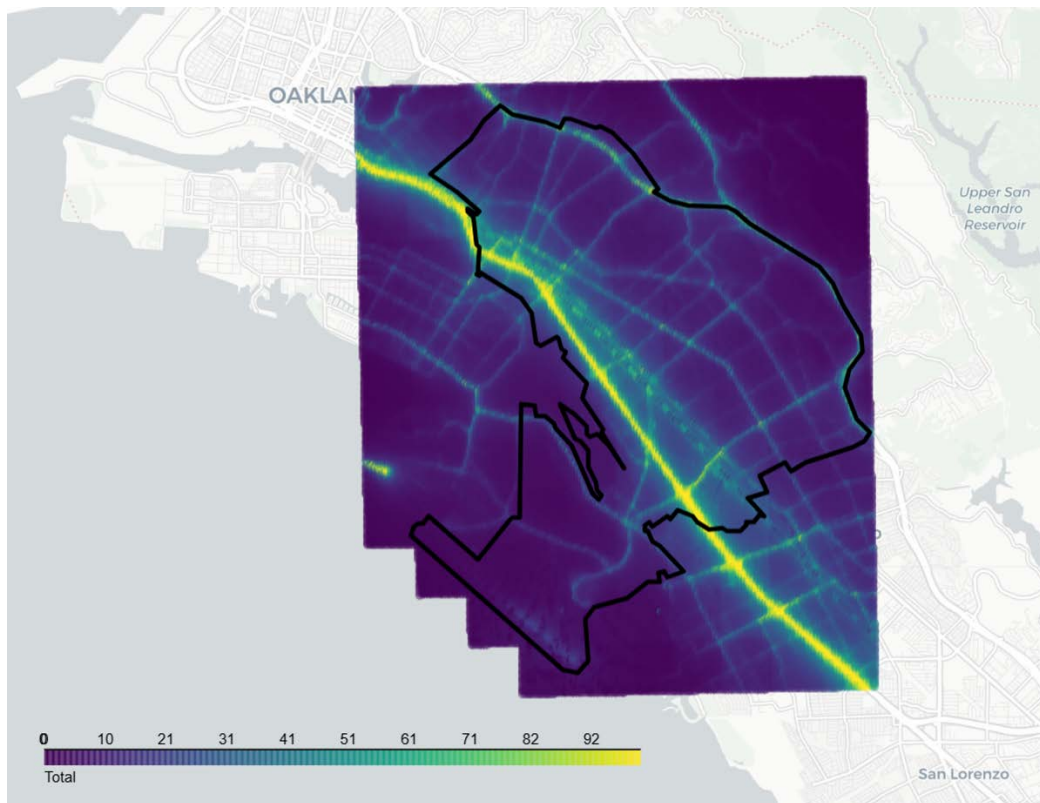 OAKLAN
Upper San
Leandro
Reservoir
0 10 21 31 41 51 61 71 82 92
Total
San Lorenzo